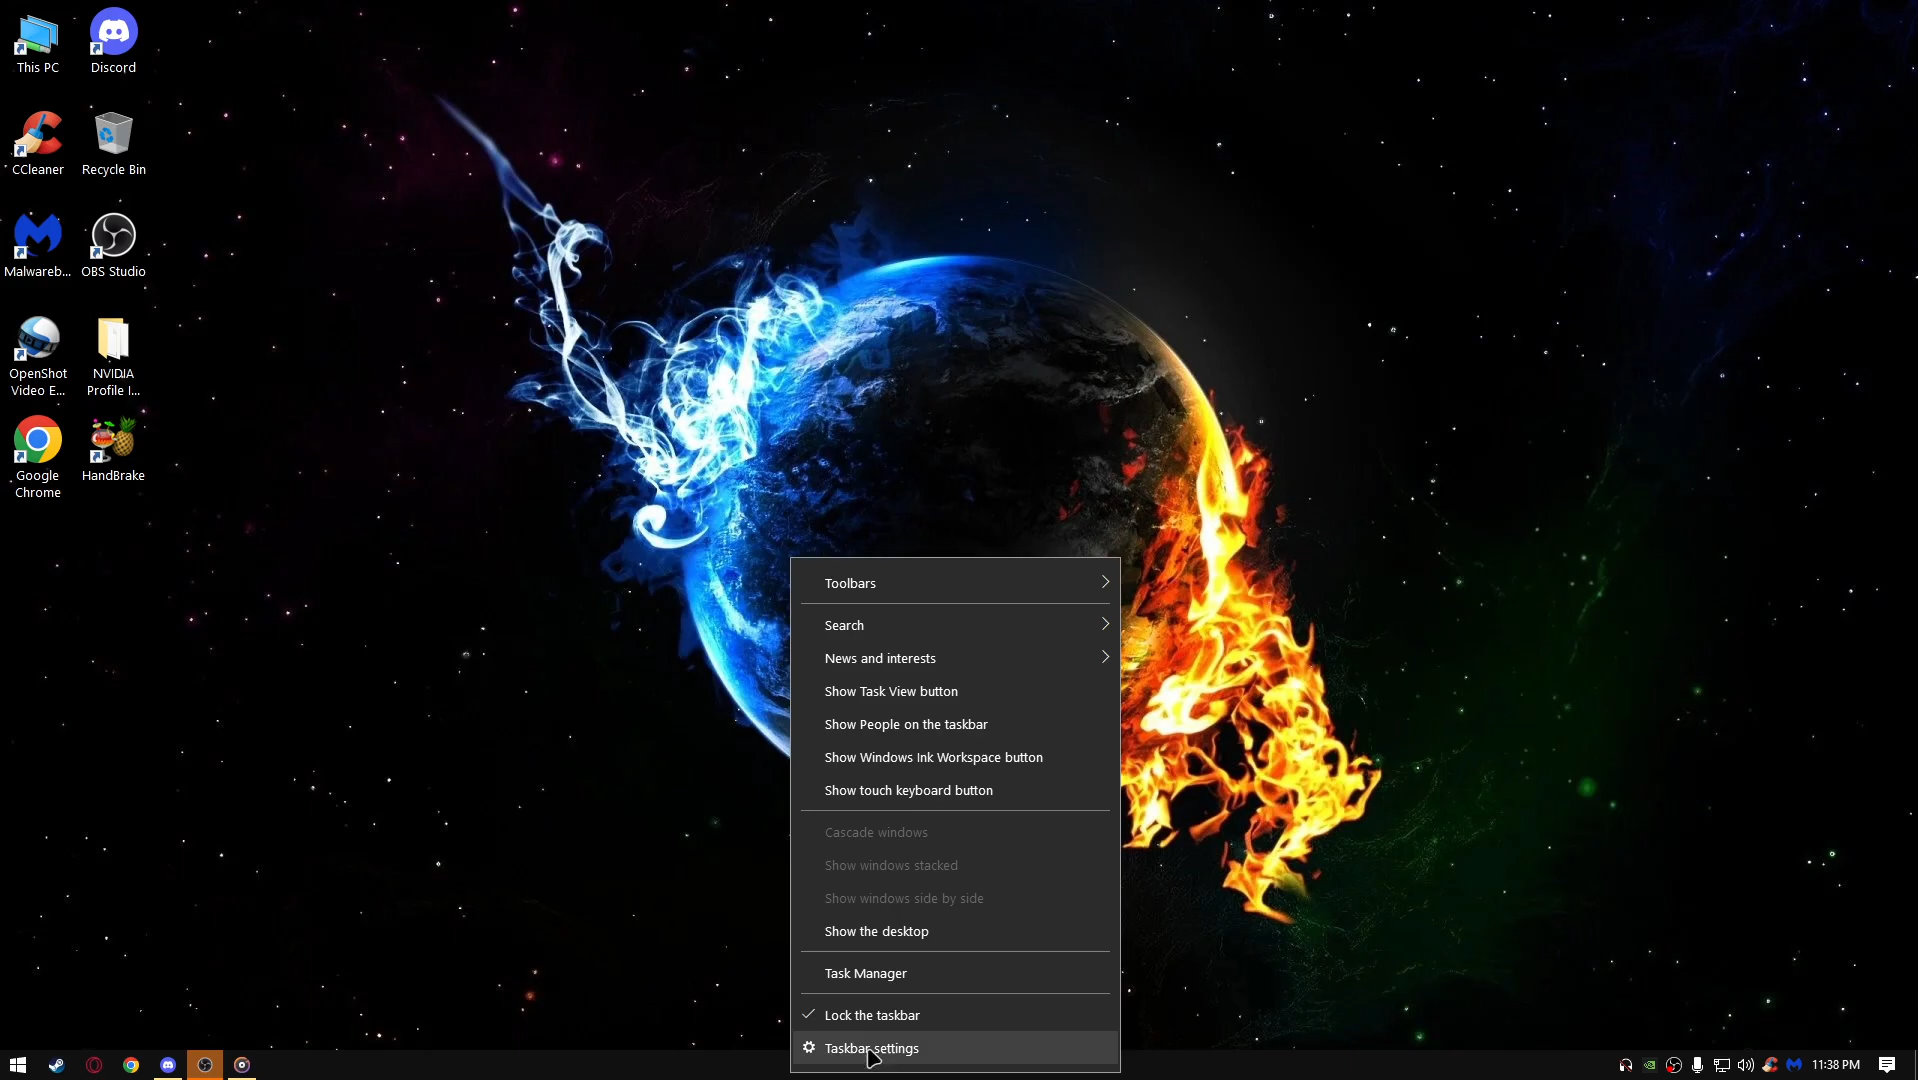 This PC
Discord
CCleaner
Recycle Bin
Malwareb...
OBS Studio
OpenShot
Video E...
NVIDIA
Profile I...
Google
Chrome
HandBrake
Toolbars
Search
News and interests
Show Task View button
Show People on the taskbar
Show Windows Ink Workspace button
Show touch keyboard button
Cascade windows
Show windows stacked
Show windows side by side
Show the desktop
Task Manager
Lock the taskbar
Taskbar settings
11:38 PM